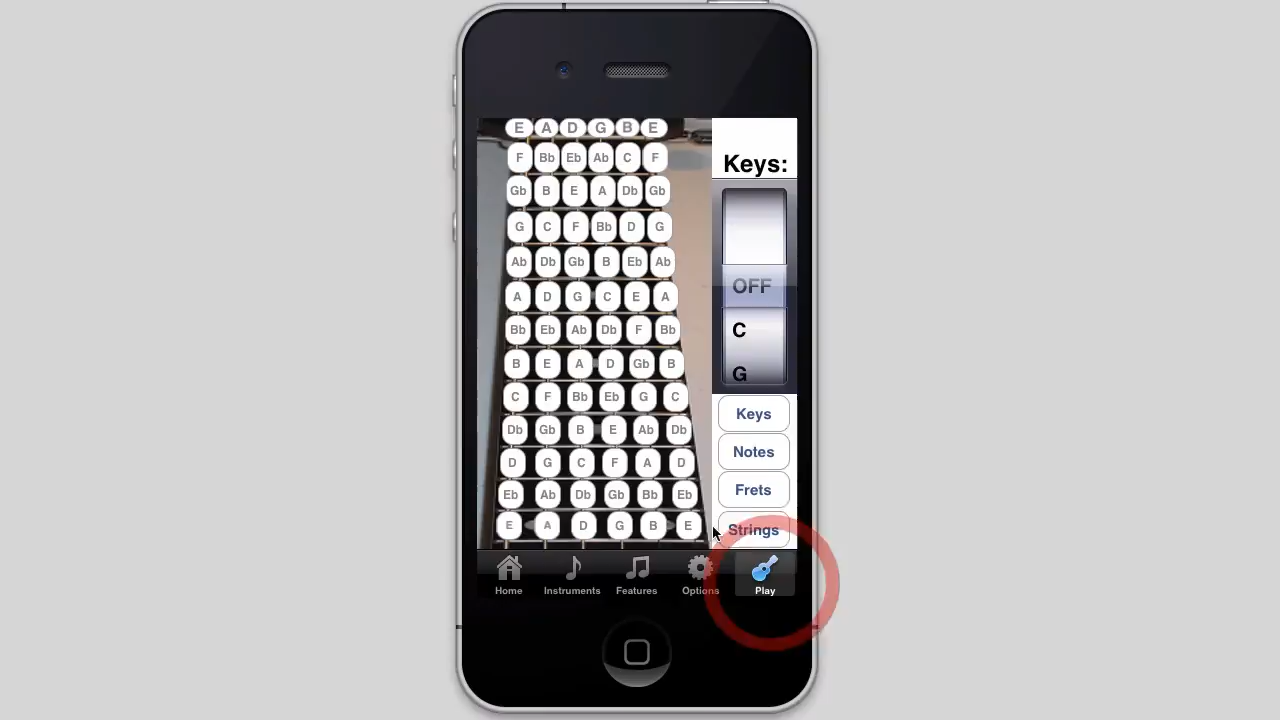 E A D G B E
Keys:
F Bb Eb Ab C F
Gb B E A Db Gb
G C F Bb D G
Ab Db Gb B Eb Ab
OFF
A D G C E A
C
Bb Eb Ab Db F Bb
B E A D Gb B
G
C F Bb Eb G C
Keys
Db Gb B E Ab Db
Notes
D G C F A D
Frets
Eb Ab Db Gb Bb Eb
E A D G B E
Strings
Home Instruments Features Options Play